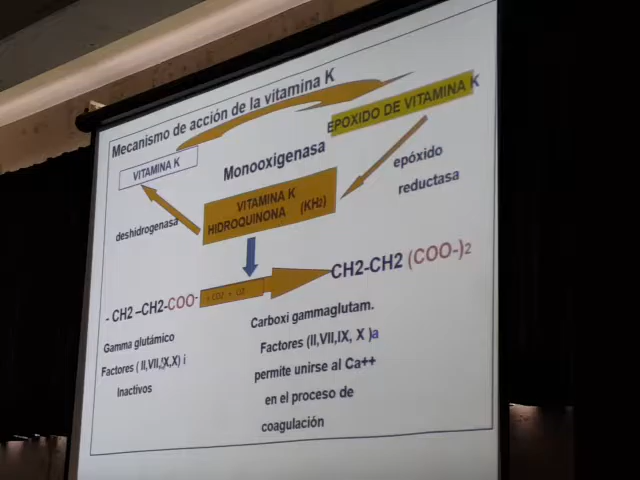 Mecanismo de acción de la vitamina K
EPOXIDO DE VITAMINA K
VITAMINA K
Monooxigenasa
epóxido
reductasa
VITAMINA K
HIDROQUINONA (KH2)
deshidrogenasa
CH2-CH2 (COO-)2
- CH2 –CH2-COO-
+ CO2 +
Gamma glutámico
Factores ( II,VII,IX,X) i
Inactivos
Carboxi gammaglutam.
Factores (II,VII,IX, X )a
permite unirse al Ca++
en el proceso de
coagulación